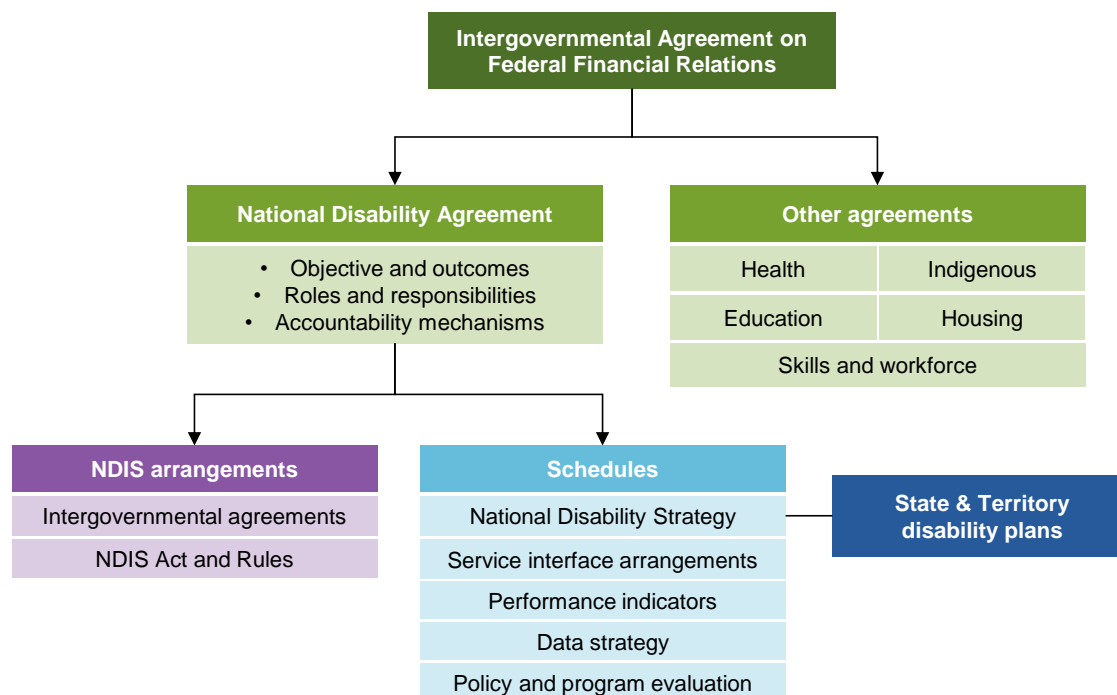 Intergovernmental Agreement on
Federal Financial Relations
National Disability Agreement
• Objective and outcomes
• Roles and responsibilities
• Accountability mechanisms
Other agreements
Health
Indigenous
Education
Housing
Skills and workforce
NDIS arrangements
Intergovernmental agreements
NDIS Act and Rules
Schedules
National Disability Strategy
Service interface arrangements
Performance indicators
Data strategy
Policy and program evaluation
State & Territory
disability plans